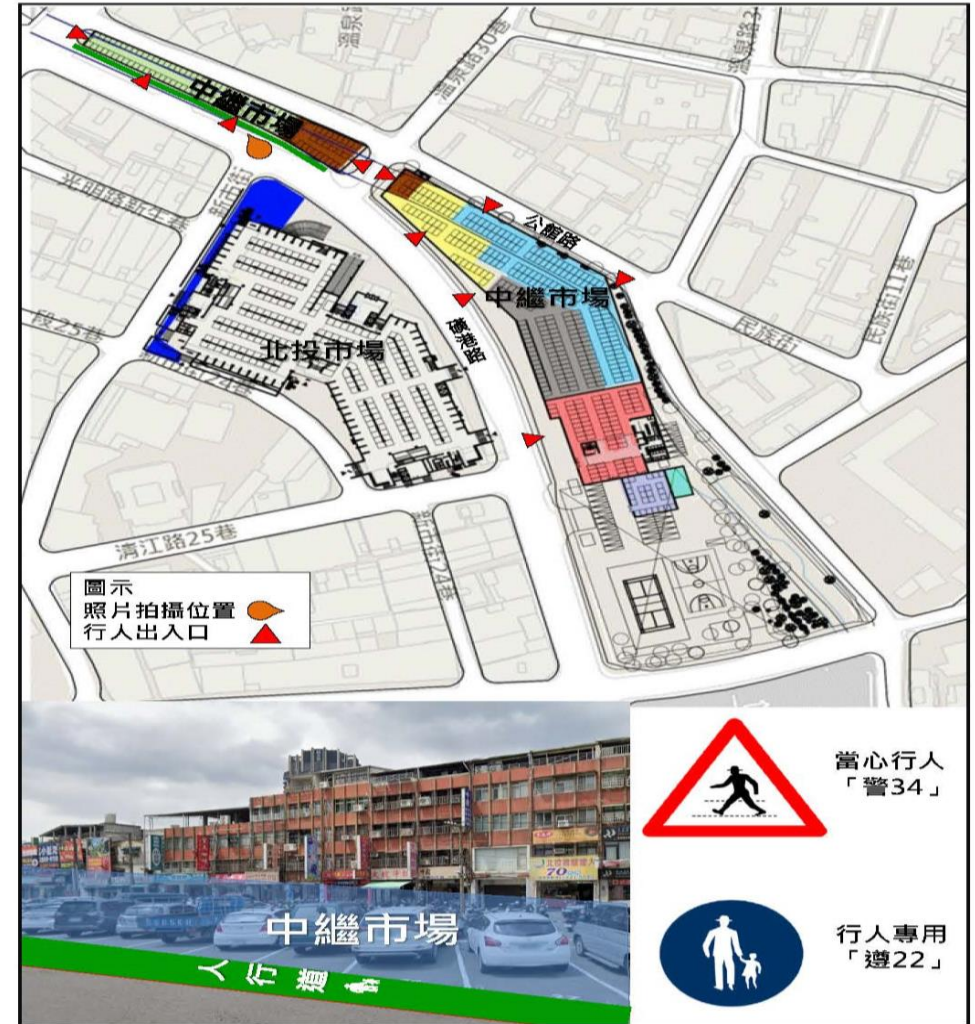 溫泉路30巷
中繼市場
光明路新生巷
新市街
公館路
中繼市場
民族街11巷
民族街
磺港路
北投市場
段25巷
清江路25巷
新市街24巷
圖示
照片拍攝位置
行人出入口
中繼市場
人行道
70
當心行人
「警34」
行人專用
「遵22」